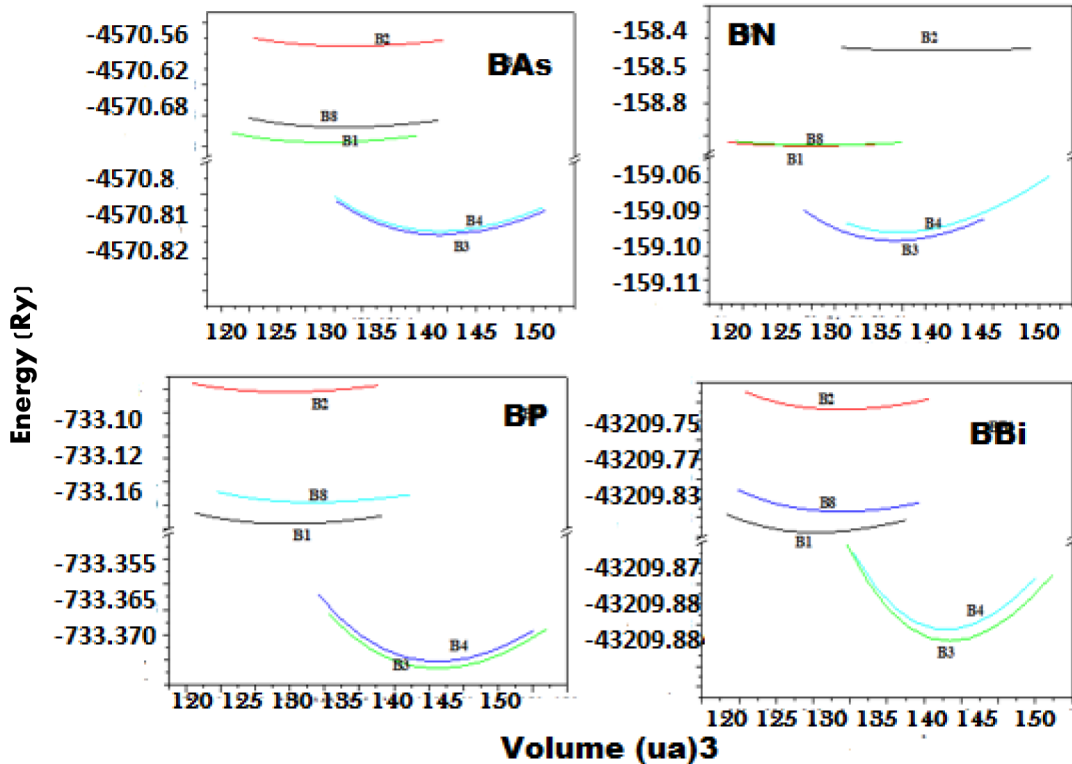 Energy (Ry)
BAs
-4570.56
-4570.62
-4570.68
-4570.8
-4570.81
-4570.82
B2
B8
B1
B4
B3
120 125 130 135 142 145 150
BN
-158.4
-158.5
-158.8
-159.06
-159.09
-159.10
-159.11
B2
B8
B1
B4
B3
120 125 130 135 142 145 150
BP
-733.10
-733.12
-733.16
-733.355
-733.365
-733.370
B2
B8
B1
B4
B3
120 125 130 135 142 145 150
BBi
-43209.75
-43209.77
-43209.83
-43209.87
-43209.88
-43209.88
B2
B8
B1
B4
B3
120 125 130 135 142 145 150
Volume (ua)3